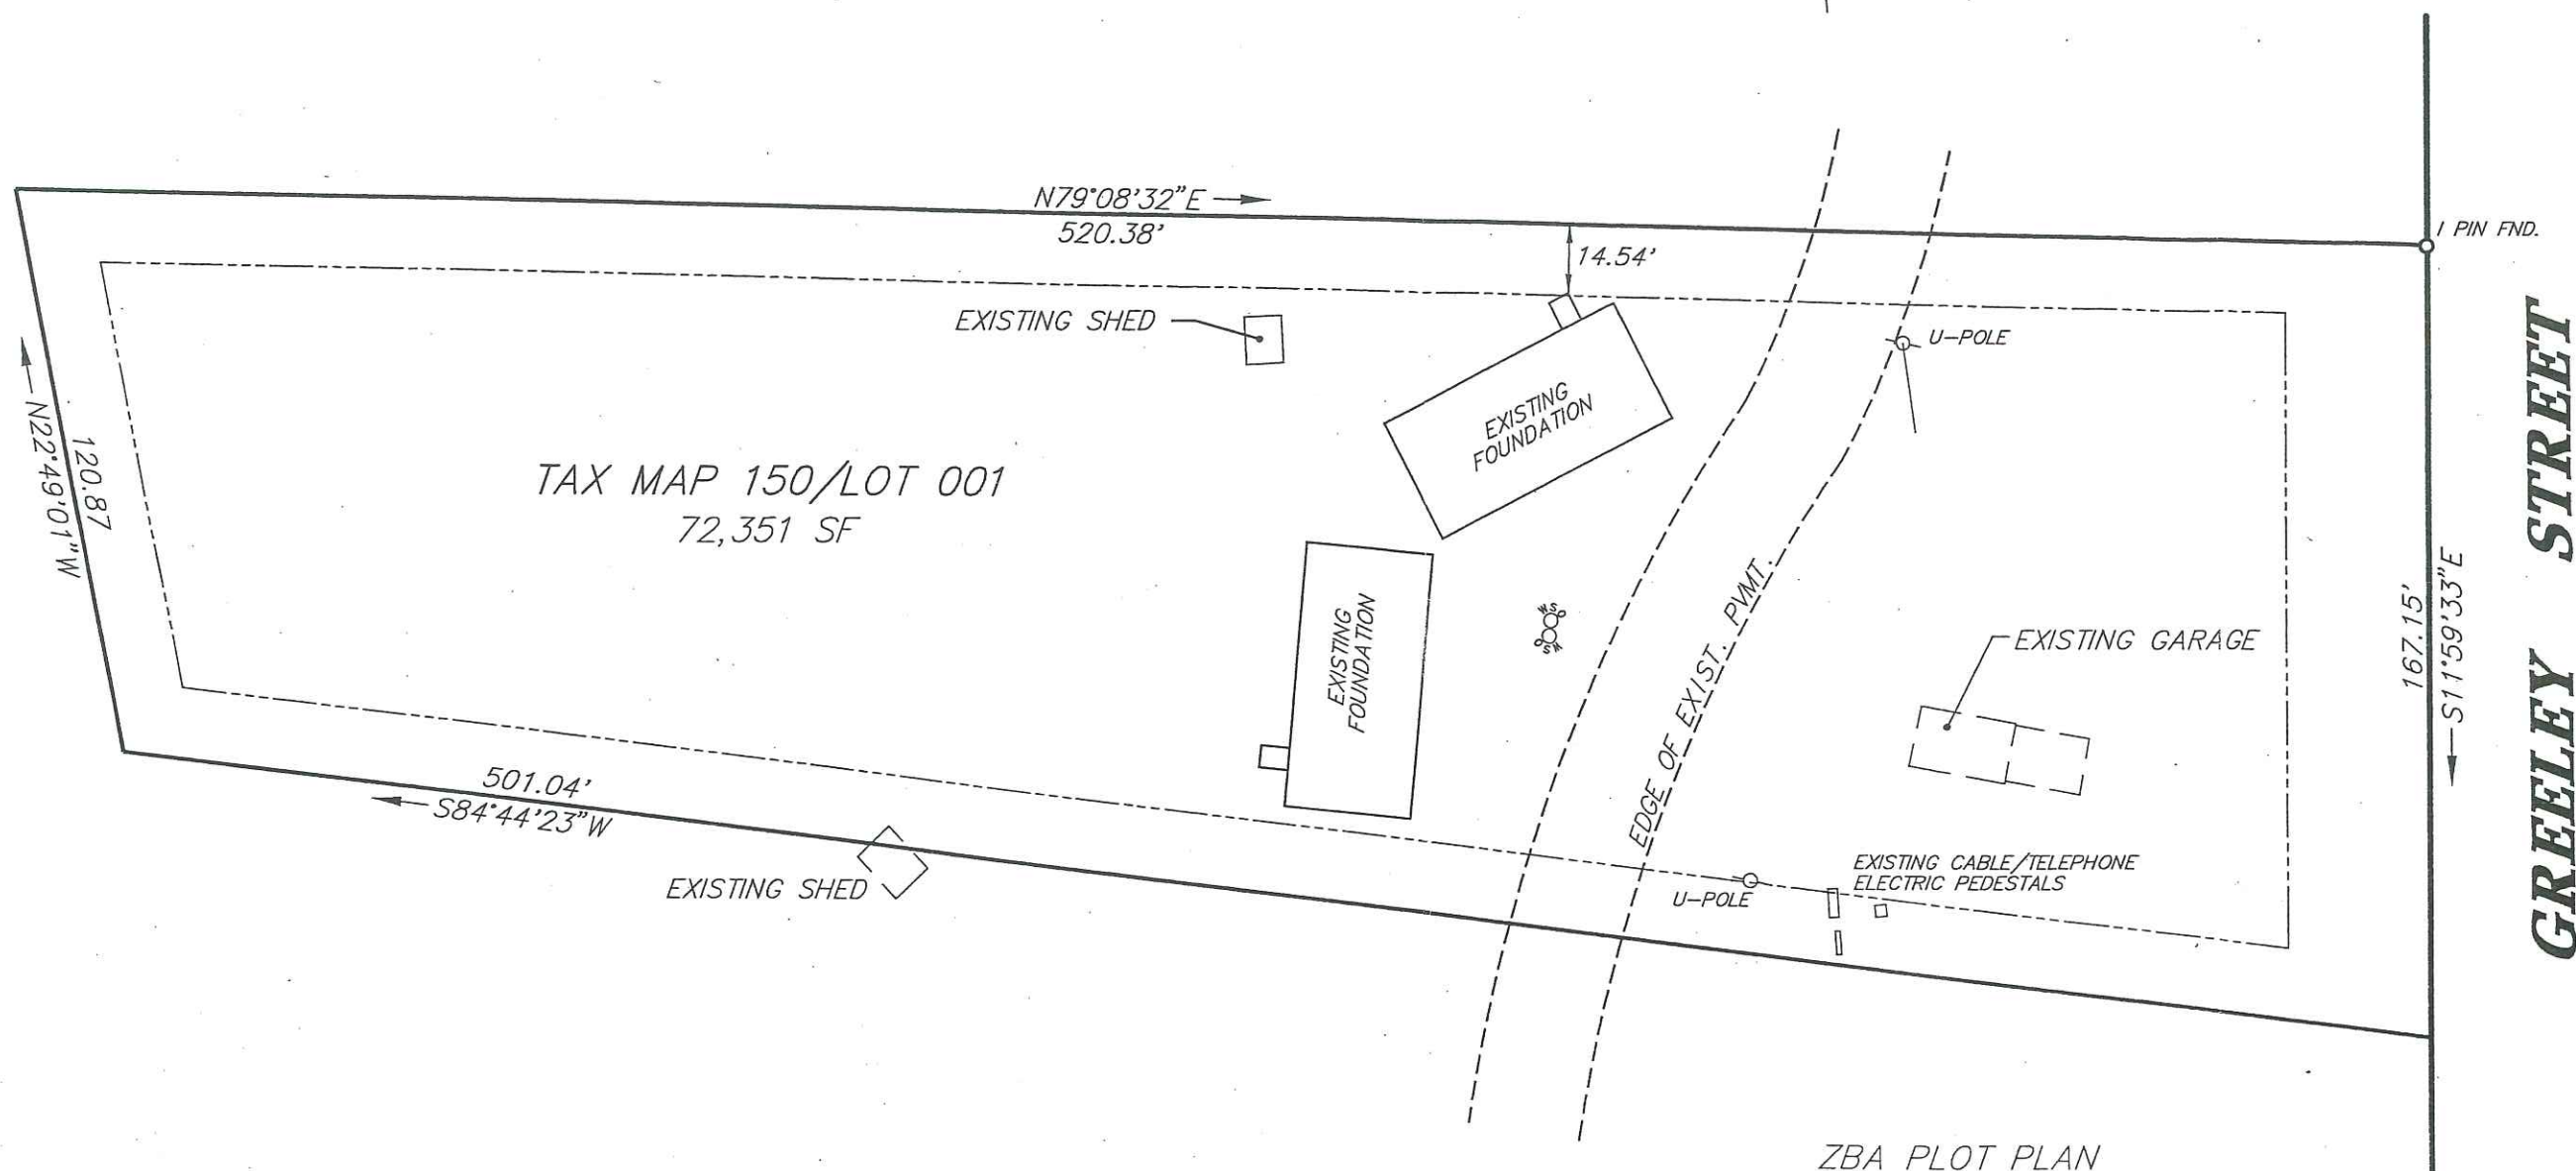 N79°08'32"E
520.38'
1 PIN FND.
14.54'
EXISTING SHED
U-POLE
EXISTING
FOUNDATION
TAX MAP 150/LOT 001
72,351 SF
120.87
N22°49'01"W
EXISTING
FOUNDATION
WSO
WSO
EDGE OF EXIST. PVMT.
EXISTING GARAGE
167.15'
S11°59'33"E
GREELEY STREET
501.04'
S84°44'23"W
EXISTING SHED
EXISTING CABLE/TELEPHONE
ELECTRIC PEDESTALS
U-POLE
ZBA PLOT PLAN